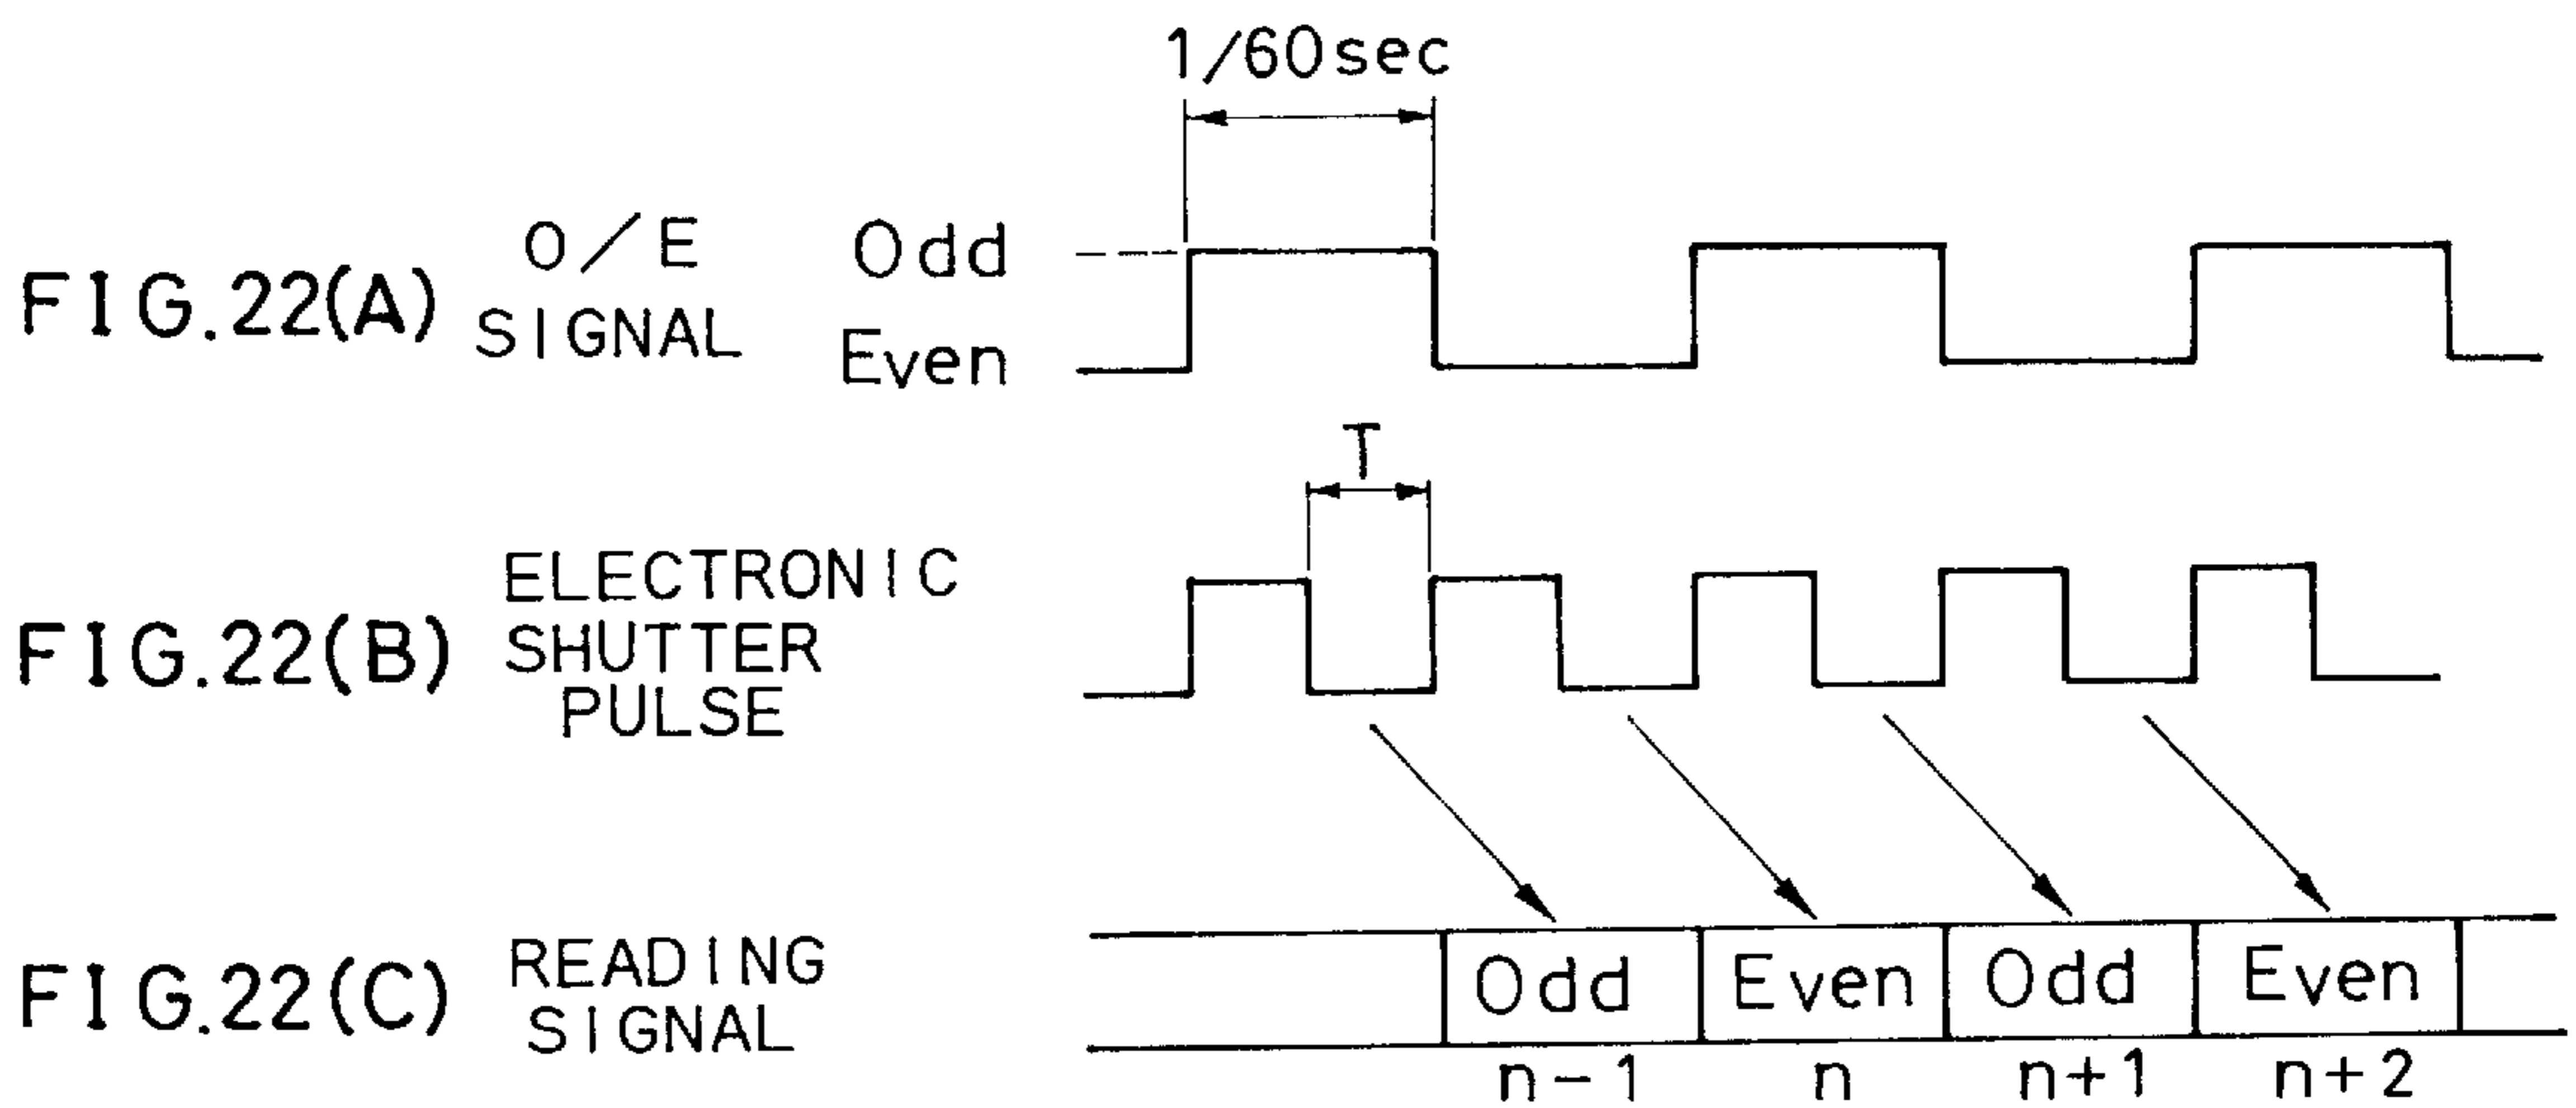 1/60sec
FIG.22(A)
O/E
SIGNAL
Odd
Even
T
FIG.22(B)
ELECTRONIC
SHUTTER
PULSE
FIG.22(C)
READING
SIGNAL
Odd Even Odd Even
n-1 n n+1 n+2